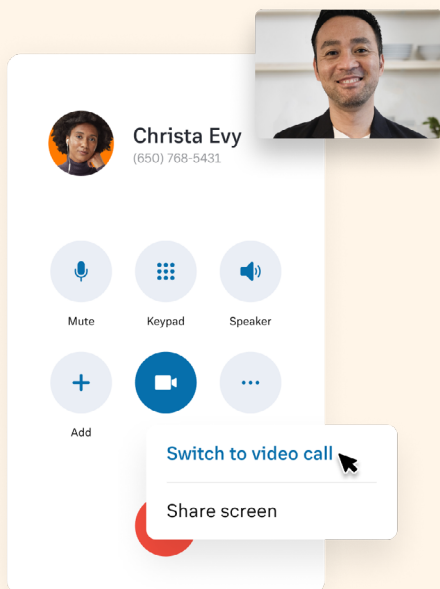 Christa Evy
(650) 768-5431
Mute
Keypad
Speaker
Add
Switch to video call
Share screen